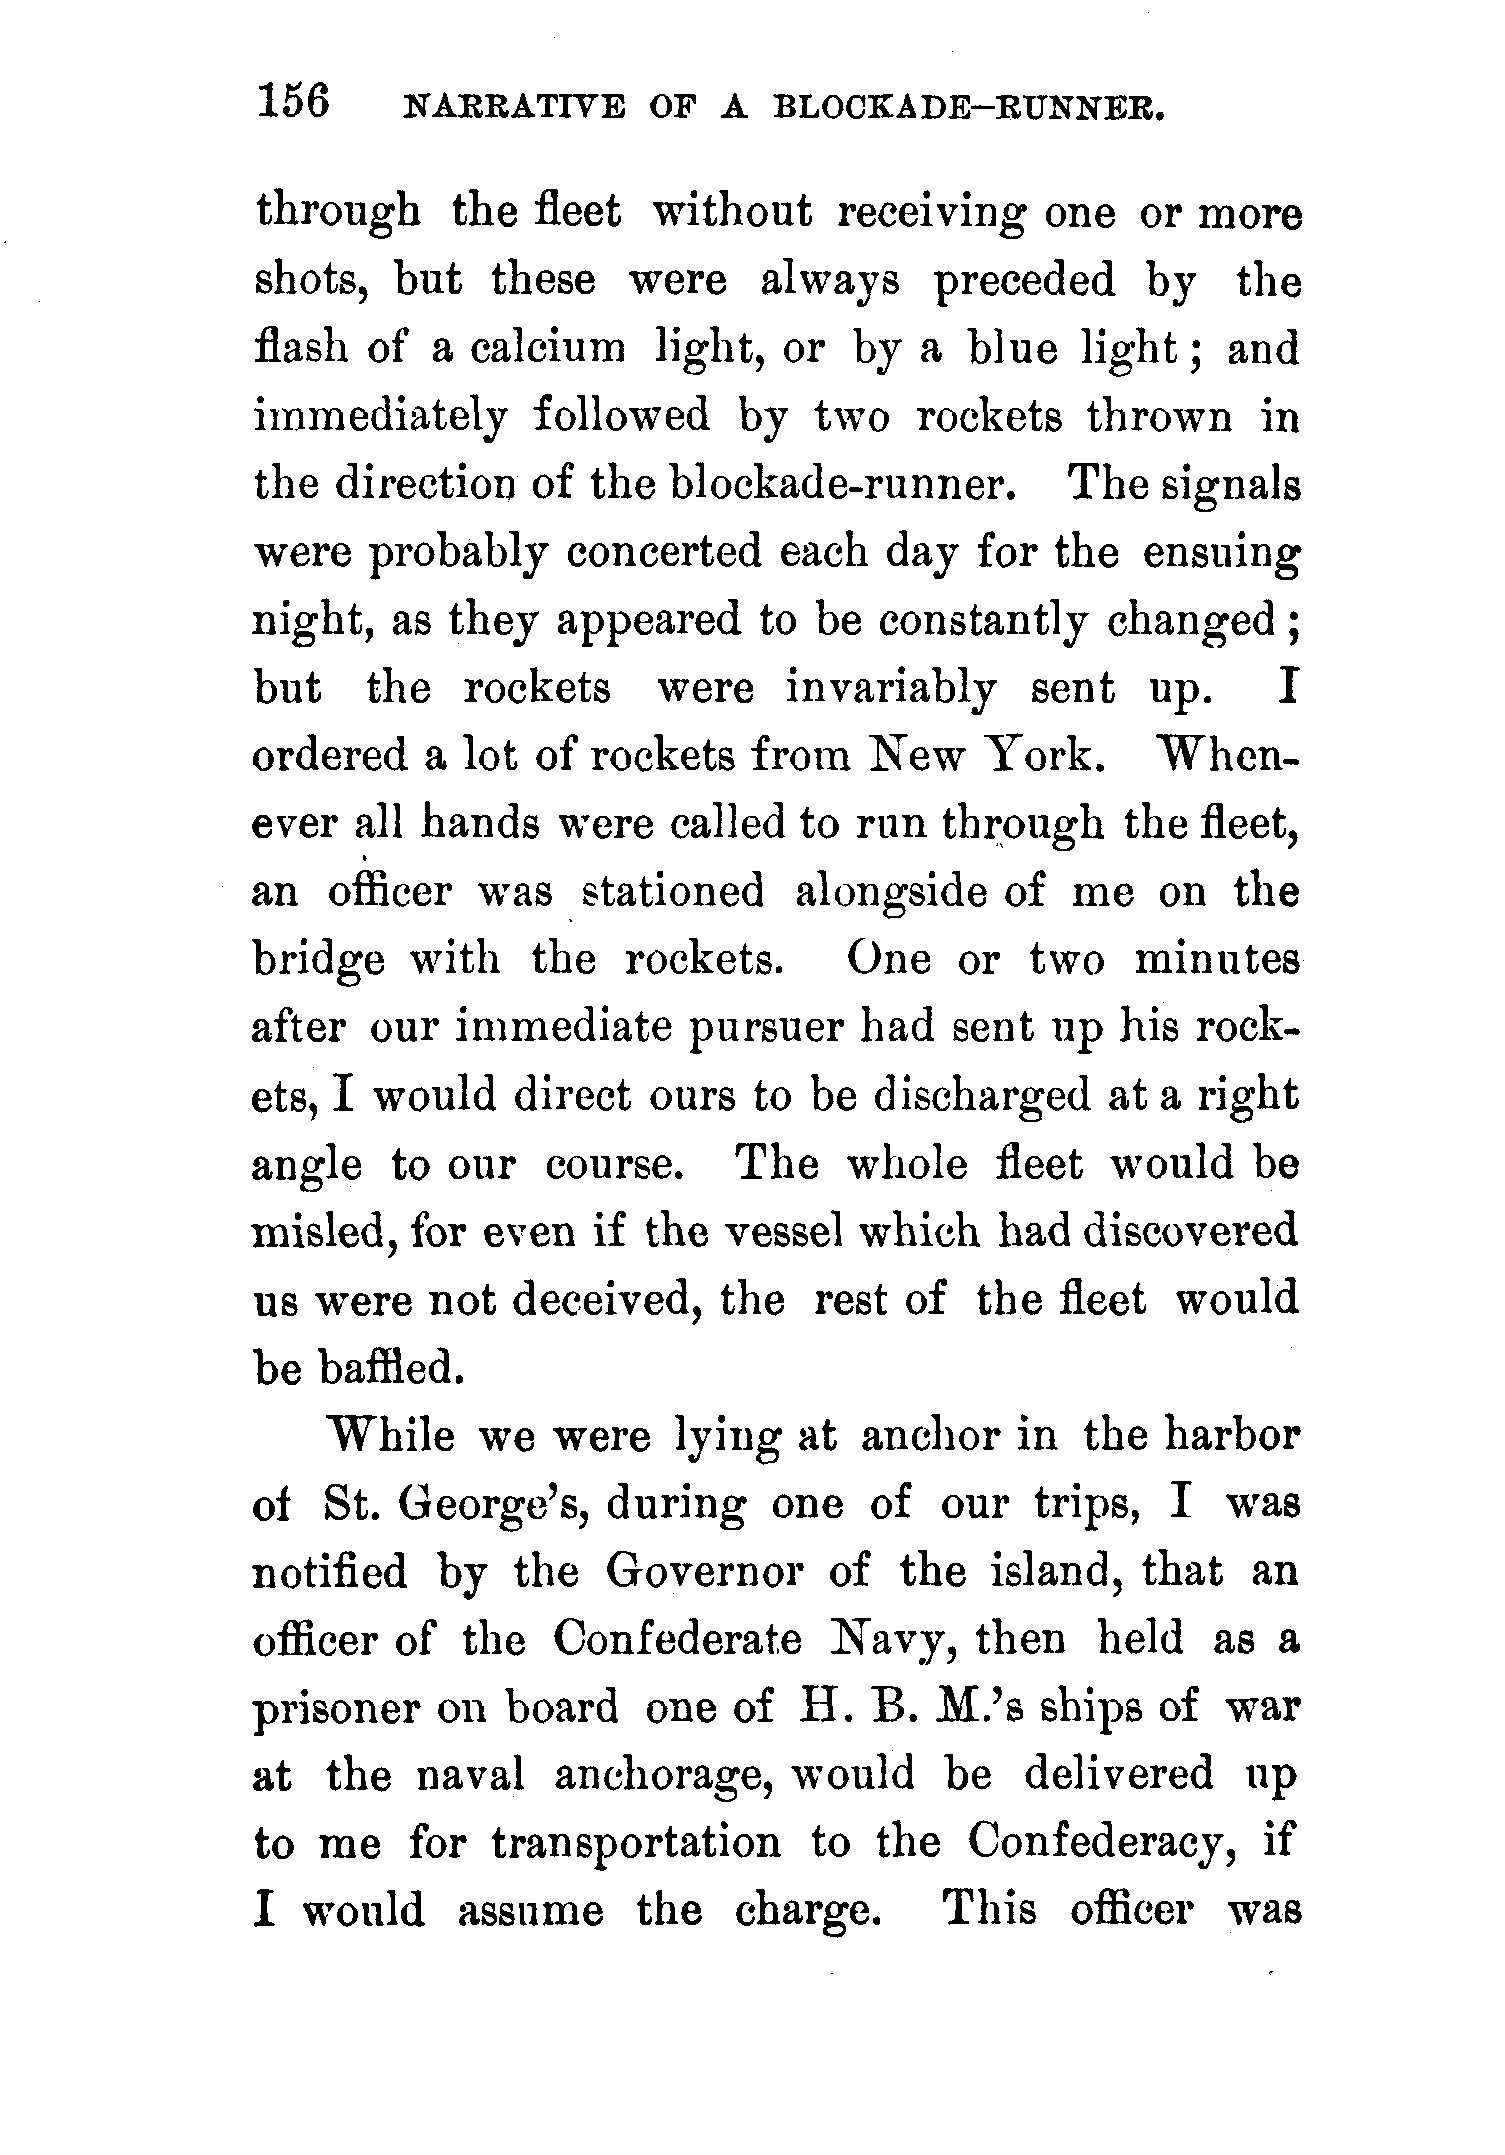 156 NARRATIVE OF A BLOCKADE-RUNNER.
through the fleet without receiving one or more
shots, but these were always preceded by the
flash of a calcium light, or by a blue light ; and
immediately followed by two rockets thrown in
the direction of the blockade-runner. The signals
were probably concerted each day for the ensuing
night, as they appeared to be constantly changed ;
but the rockets were invariably sent up. I
ordered a lot of rockets from New York. When-
ever all hands were called to run through the fleet,
an officer was stationed alongside of me on the
bridge with the rockets. One or two minutes
after our immediate pursuer had sent up his rock-
ets, I would direct ours to be discharged at a right
angle to our course. The whole fleet would be
misled, for even if the vessel which had discovered
us were not deceived, the rest of the fleet would
be baffled.
While we were lying at anchor in the harbor
of St. George's, during one of our trips, I was
notified by the Governor of the island, that an
officer of the Confederate Navy, then held as a
prisoner on board one of H. B. M.'s ships of war
at the naval anchorage, would be delivered up
to me for transportation to the Confederacy, if
I would assume the charge. This officer was